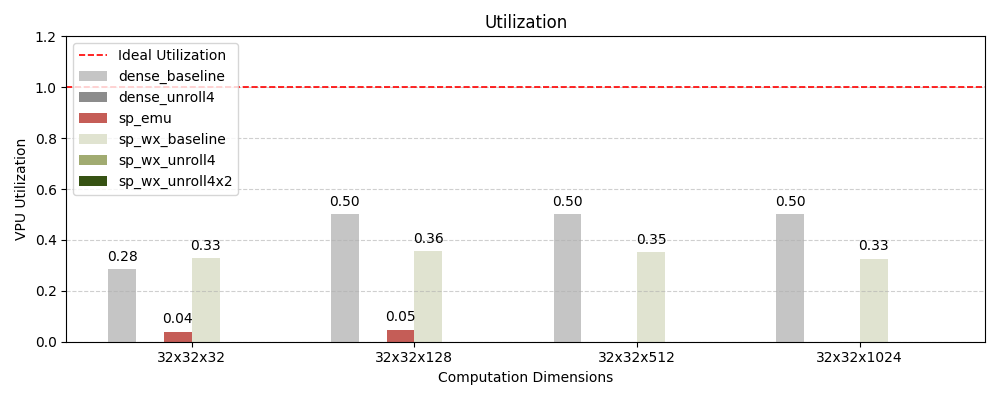 Utilization
1.2
1.0
0.8
0.6
0.4
0.2
0.0
VPU Utilization
Ideal Utilization
dense_baseline
dense_unroll4
sp_emu
sp_wx_baseline
sp_wx_unroll4
sp_wx_unroll4x2
0.28
0.04
0.33
0.50
0.05
0.36
0.50
0.35
0.50
0.33
32x32x32
32x32x128
32x32x512
32x32x1024
Computation Dimensions